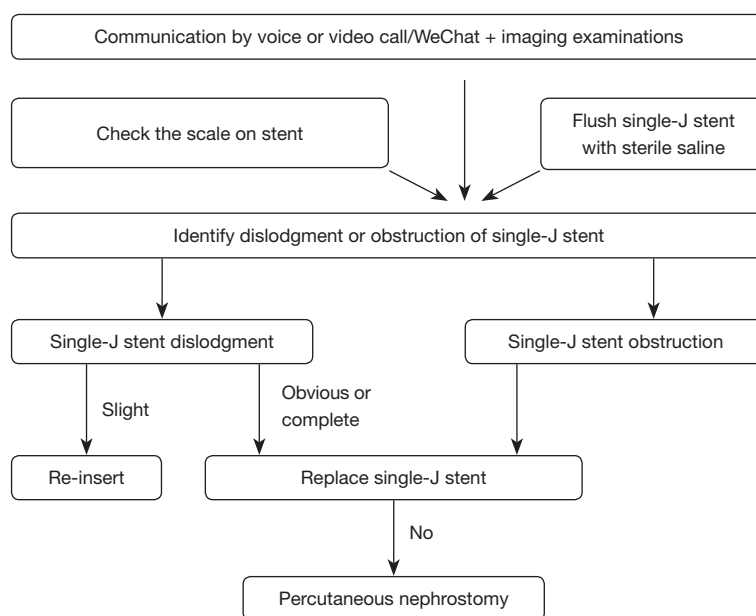 Communication by voice or video call/WeChat + imaging examinations
Check the scale on stent
Flush single-J stent
with sterile saline
Identify dislodgment or obstruction of single-J stent
Single-J stent dislodgment
Single-J stent obstruction
Slight
Obvious or
complete
Re-insert
Replace single-J stent
No
Percutaneous nephrostomy